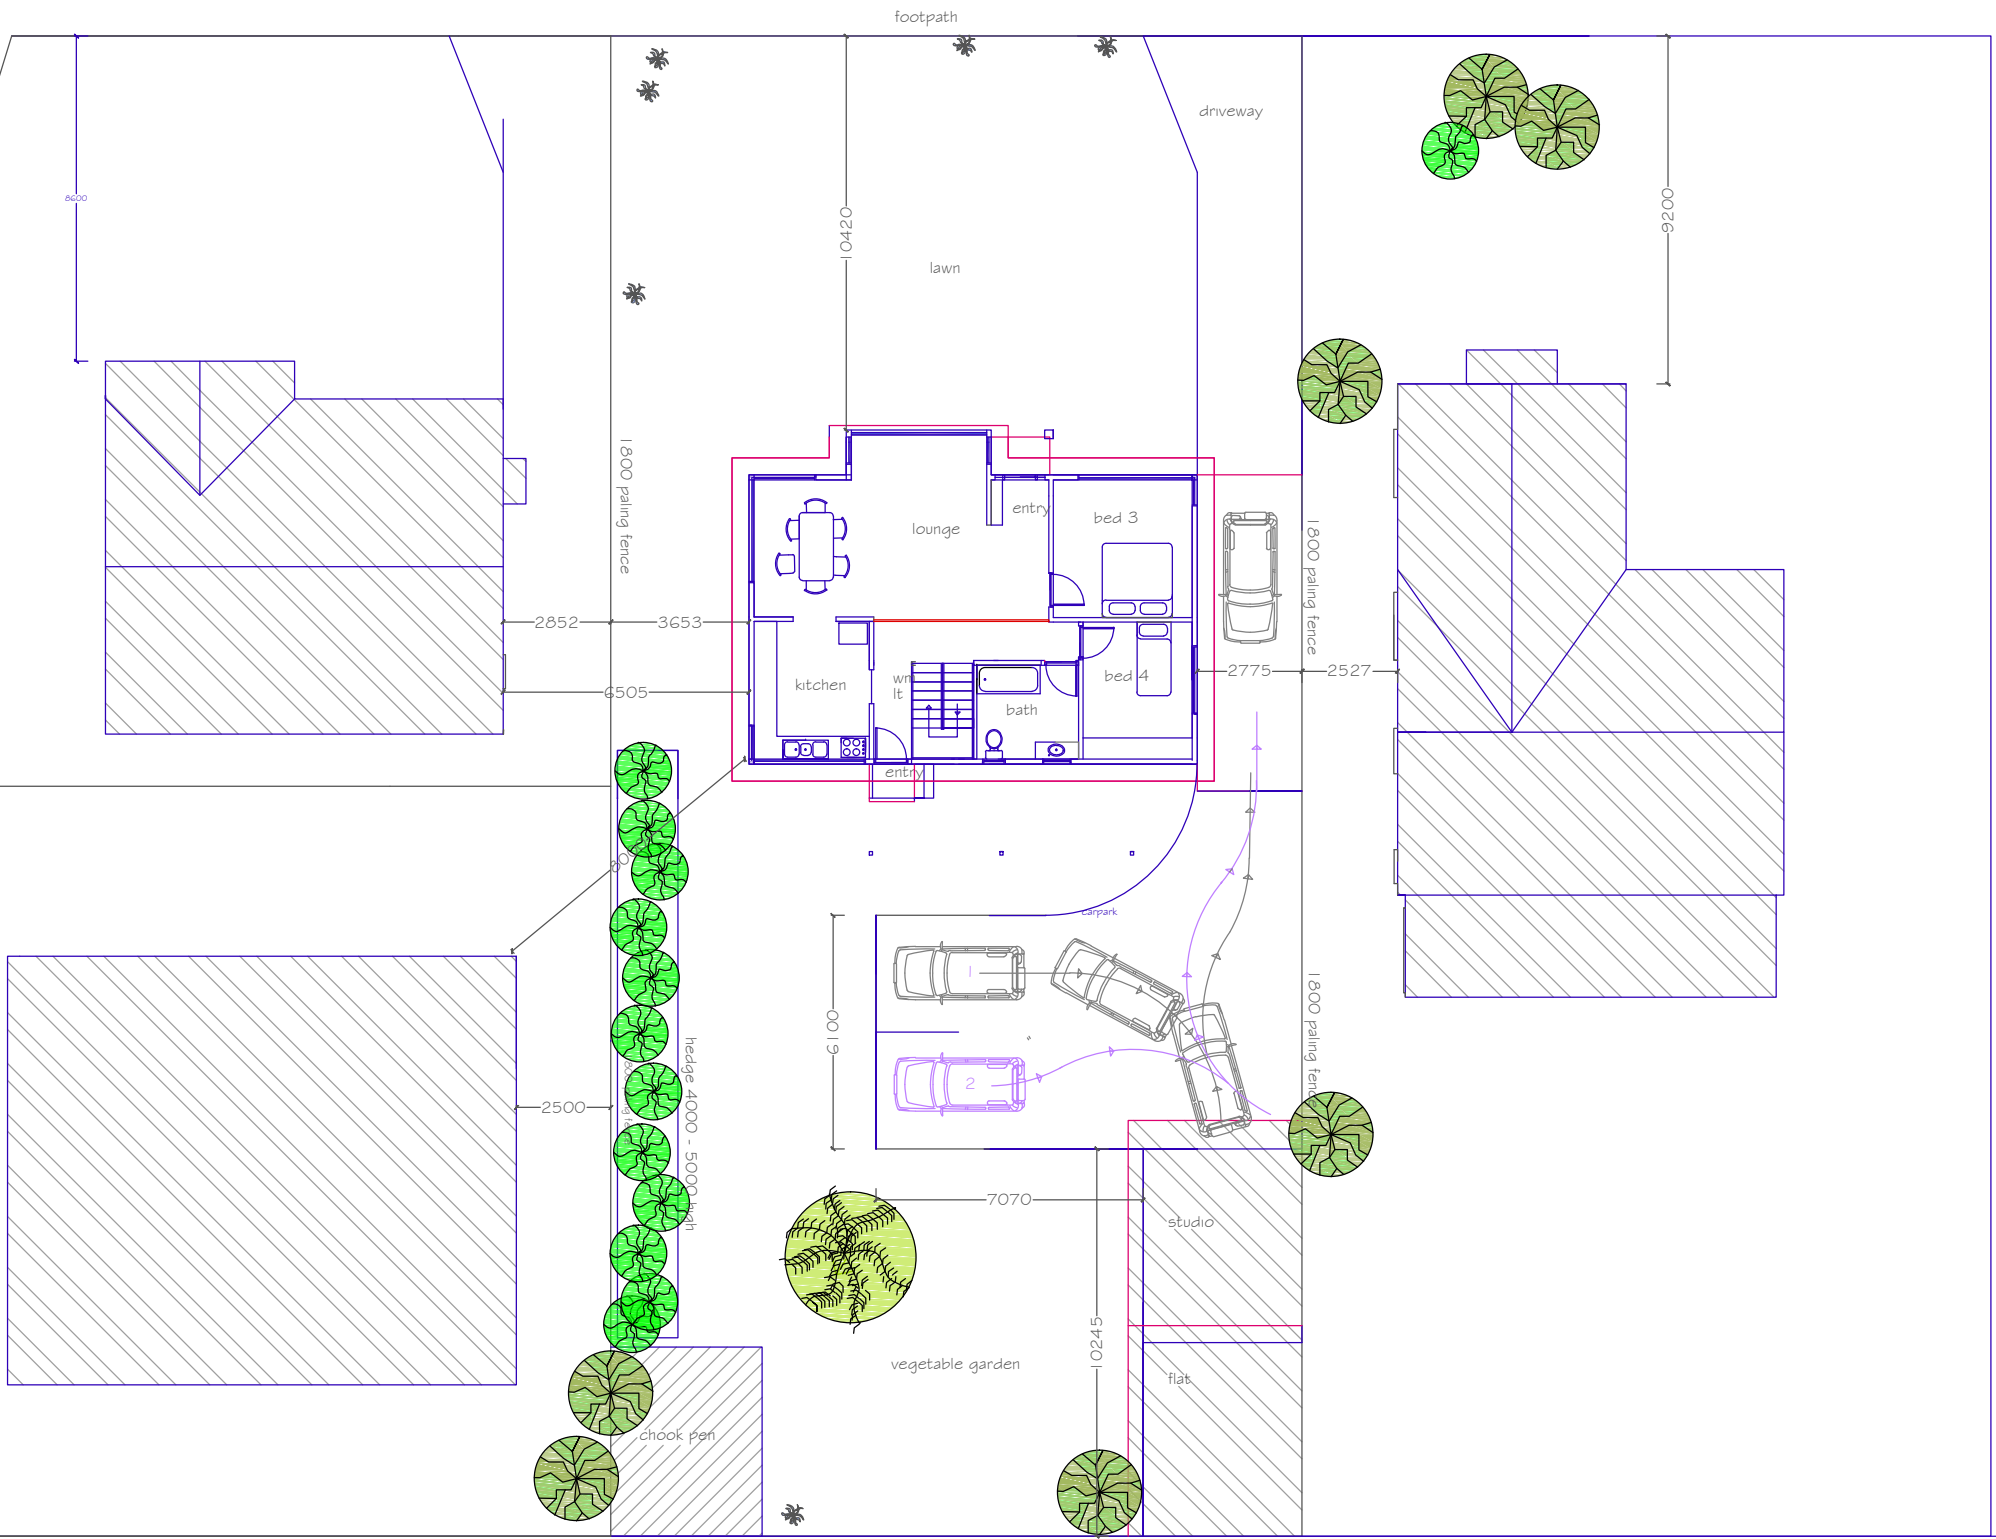 footpath
driveway
8600
10420
9200
lawn
1800 paling fence
lounge
entry
bed 3
1800 paling fence
2852
3653
6505
kitchen
wm
lt
bath
bed 4
2775
2527
entry
carpark
1
2
6100
1800 paling fence
hedge 4000 - 5000 high
2500
7070
studio
10245
vegetable garden
flat
chook pen